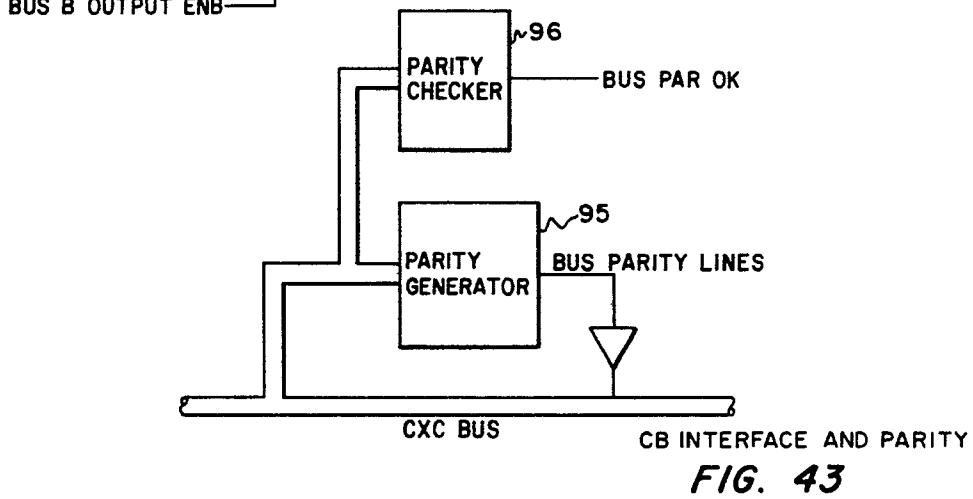 BUS B OUTPUT ENB
96
PARITY
CHECKER
BUS PAR OK
95
PARITY
GENERATOR
BUS PARITY LINES
CXC BUS
CB INTERFACE AND PARITY
FIG. 43